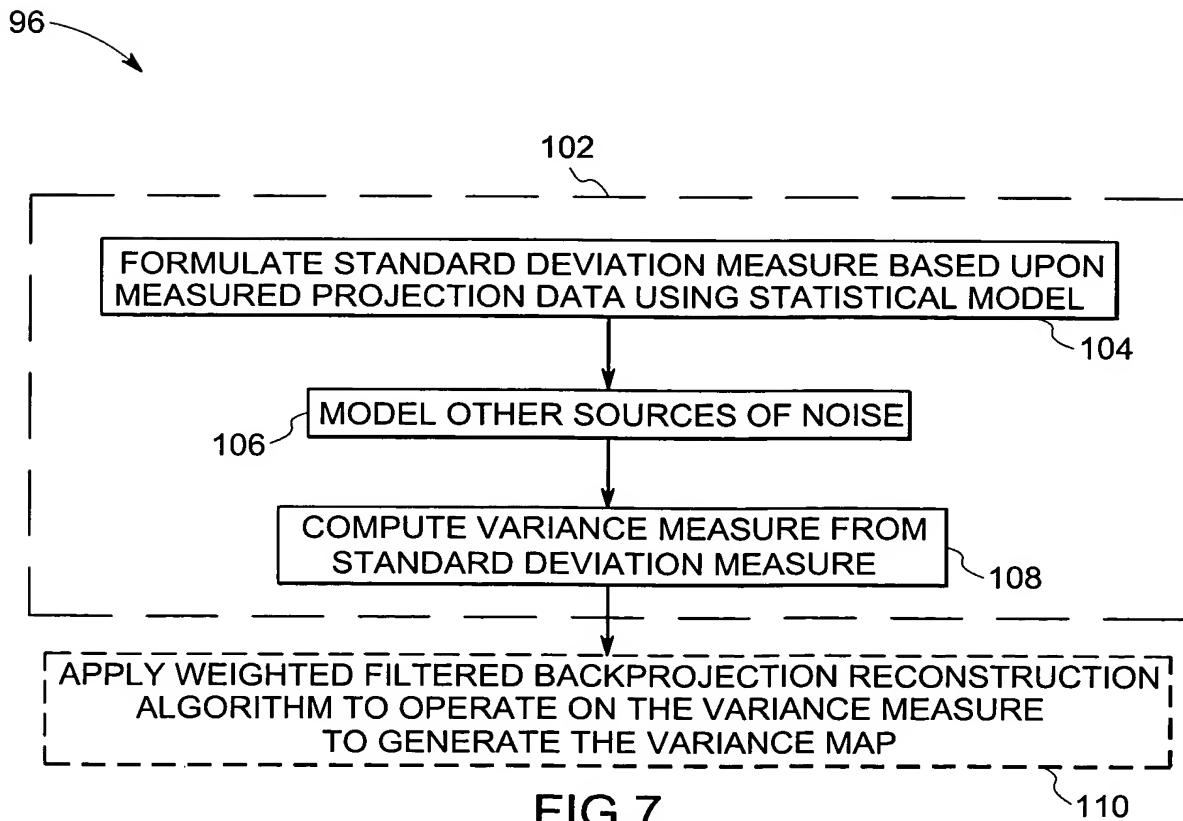 96
102
FORMULATE STANDARD DEVIATION MEASURE BASED UPON
MEASURED PROJECTION DATA USING STATISTICAL MODEL
104
MODEL OTHER SOURCES OF NOISE
106
COMPUTE VARIANCE MEASURE FROM
STANDARD DEVIATION MEASURE
108
APPLY WEIGHTED FILTERED BACKPROJECTION RECONSTRUCTION
ALGORITHM TO OPERATE ON THE VARIANCE MEASURE
TO GENERATE THE VARIANCE MAP
110
FIG.7